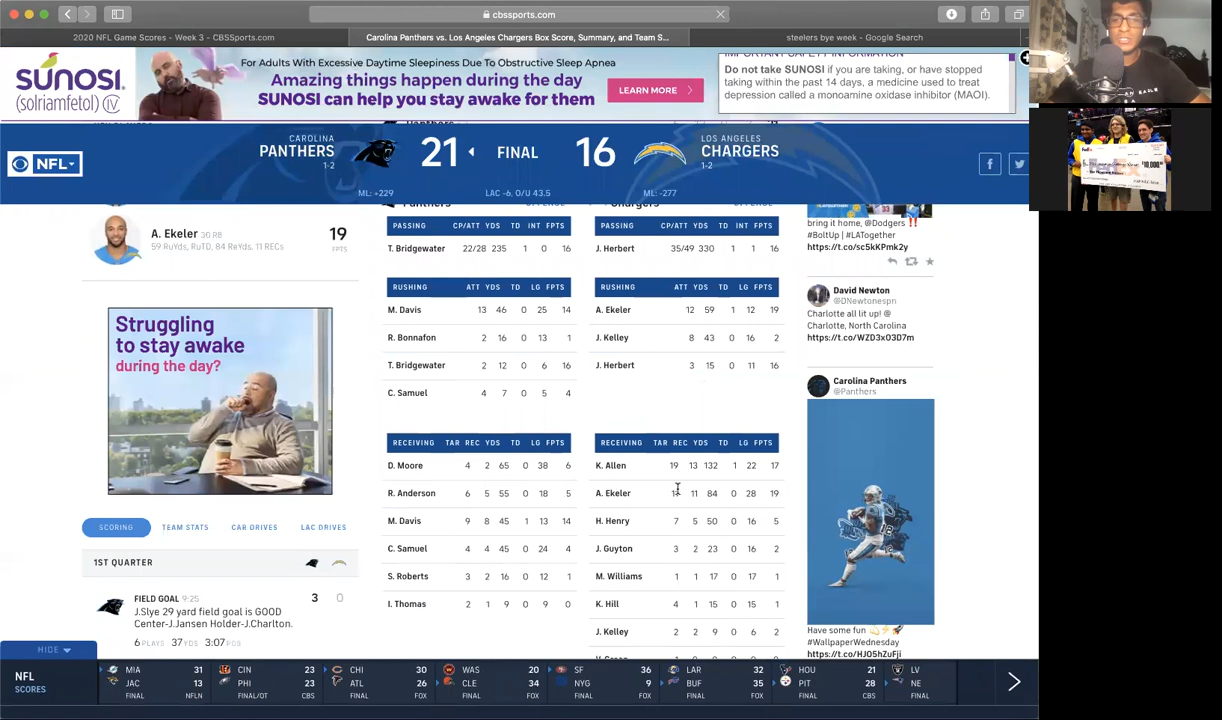 cbssports.com
2020 NFL Game Scores - Week 3 - CBSSports.com
Carolina Panthers vs. Los Angeles Chargers Box Score, Summary, and Team S...
steelers bye week - Google Search
SUNOSI
(solriamfetol) IV
For Adults With Excessive Daytime Sleepiness Due To Obstructive Sleep Apnea
Amazing things happen during the day
SUNOSI can help you stay awake for them
LEARN MORE
IMPORTANT SAFETY INFORMATION
Do not take SUNOSI if you are taking, or have stopped
taking within the past 14 days, a medicine used to treat
depression called a monoamine oxidase inhibitor (MAOI).
NFL
CAROLINA
PANTHERS
1-2
21
FINAL
16
LOS ANGELES
CHARGERS
1-2
ML: +229
LAC -6, O/U 43.5
ML: -277
A. Ekeler 30 RB
59 RuYds, RuTD, 84 ReYds, 11 RECs
19
FPTS
Struggling
to stay awake
during the day?
SCORING
TEAM STATS
CAR DRIVES
LAC DRIVES
1ST QUARTER
FIELD GOAL 9:25
3 0
J.Slye 29 yard field goal is GOOD
Center-J.Jansen Holder-J.Charlton.
6 PLAYS 37 YDS 3:07 POS
PASSING CP/ATT YDS TD INT FPTS
T. Bridgewater 22/28 235 1 0 16
RUSHING ATT YDS TD LG FPTS
M. Davis 13 46 0 25 14
R. Bonnafon 2 16 0 13 1
T. Bridgewater 2 12 0 6 16
C. Samuel 4 7 0 5 4
RECEIVING TAR REC YDS TD LG FPTS
D. Moore 4 2 65 0 38 6
R. Anderson 6 5 55 0 18 5
M. Davis 9 8 45 1 13 14
C. Samuel 4 4 45 0 24 4
S. Roberts 3 2 16 0 12 1
I. Thomas 2 1 9 0 9 0
PASSING CP/ATT YDS TD INT FPTS
J. Herbert 35/49 330 1 1 16
RUSHING ATT YDS TD LG FPTS
A. Ekeler 12 59 1 12 19
J. Kelley 8 43 0 16 2
J. Herbert 3 15 0 11 16
RECEIVING TAR REC YDS TD LG FPTS
K. Allen 19 13 132 1 22 17
A. Ekeler 11 84 0 28 19
H. Henry 7 5 50 0 16 5
J. Guyton 3 2 23 0 16 2
M. Williams 1 1 17 0 17 1
K. Hill 4 1 15 0 15 1
J. Kelley 2 2 9 0 6 2
bring it home, @Dodgers ‼️
#BoltUp | #LATogether
https://t.co/sc5kKPmk2y
David Newton
@DNewtonespn
Charlotte all lit up! @
Charlotte, North Carolina
https://t.co/WZD3xO3D7m
Carolina Panthers
@Panthers
Have some fun
#WallpaperWednesday
https://t.co/HJO5hZuFji
HIDE
NFL
SCORES
MIA 31
JAC 13
FINAL NFLN
CIN 23
PHI 23
FINAL/OT CBS
CHI 30
ATL 26
FINAL FOX
WAS 20
CLE 34
FINAL FOX
SF 36
NYG 9
FINAL FOX
LAR 32
BUF 35
FINAL FOX
HOU 21
PIT 28
FINAL CBS
LV
NE
FINAL
FedEx
$10,000